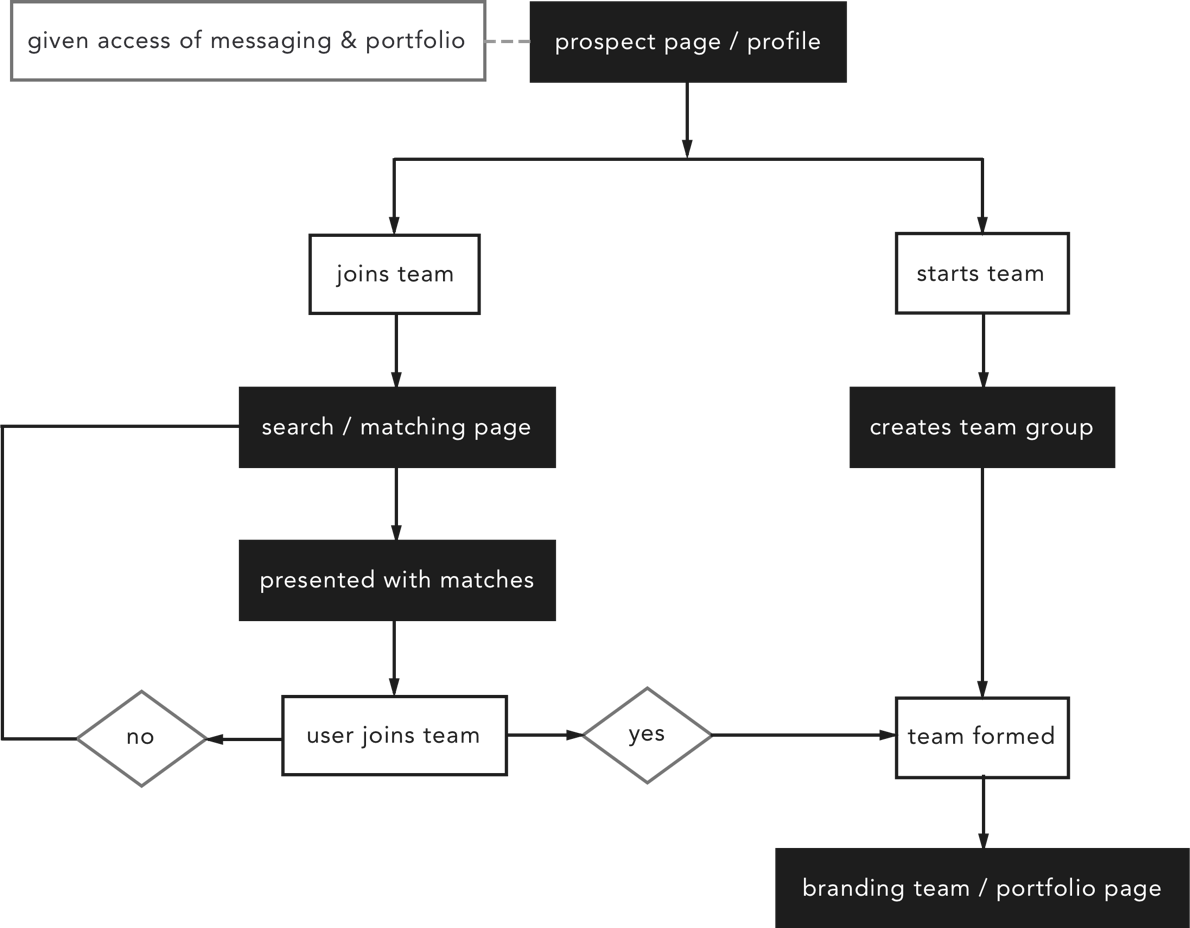 given access of messaging & portfolio
prospect page / profile
joins team
starts team
search / matching page
creates team group
presented with matches
no
user joins team
yes
team formed
branding team / portfolio page